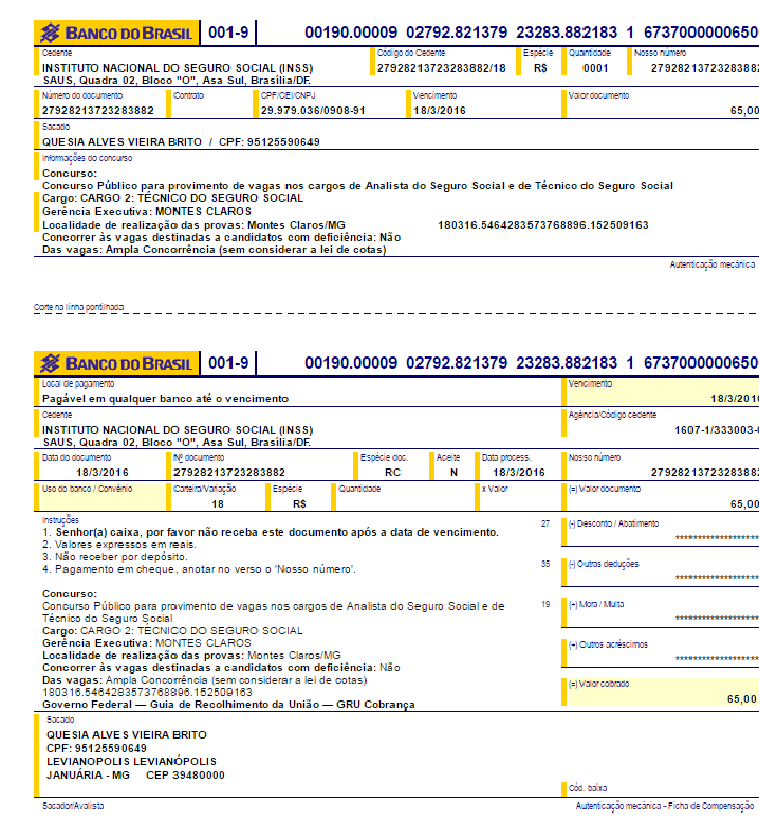 BANCO DO BRASIL 001-9 00190.00009 02792.821379 23283.882183 1 6737000000650
Cedente Código do Cedente Espécie Quantidade Nosso número
INSTITUTO NACIONAL DO SEGURO SOCIAL (INSS) 27928213723283882/18 R$ 0001 2792821372328388
SAUS, Quadra 02, Bloco "O", Asa Sul, Brasília/DF.
Número do documento Contrato CPF/CEI/CNPJ Vencimento Valor documento
27928213723283882 29.979.036/0908-91 18/3/2016 65,00
Sacado
QUESIA ALVES VIEIRA BRITO / CPF: 95125590649
Informações do concurso
Concurso:
Concurso Público para provimento de vagas nos cargos de Analista do Seguro Social e de Técnico do Seguro Social
Cargo: CARGO 2: TÉCNICO DO SEGURO SOCIAL
Gerência Executiva: MONTES CLAROS
Localidade de realização das provas: Montes Claros/MG 180316.5464283573768896.152509163
Concorrer às vagas destinadas a candidatos com deficiência: Não
Das vagas: Ampla Concorrência (sem considerar a lei de cotas)
Autenticação mecânica
Corte na linha pontilhada
BANCO DO BRASIL 001-9 00190.00009 02792.821379 23283.882183 1 6737000000650
Local de pagamento Vencimento
Pagável em qualquer banco até o vencimento 18/3/2016
Cedente Agência/Código cedente
INSTITUTO NACIONAL DO SEGURO SOCIAL (INSS) 1607-1/333003-
SAUS, Quadra 02, Bloco "O", Asa Sul, Brasília/DF.
Data do documento Nº documento Espécie doc. Aceite Data process. Nosso número
18/3/2016 27928213723283882 RC N 18/3/2016 2792821372328388
Uso do banco / Convênio Carteira/Variação Espécie Quantidade x Valor (=) Valor documento
18 R$ 65,00
Instruções 27 (-) Desconto / Abatimento
1. Senhor(a) caixa, por favor não receba este documento após a data de vencimento.
2. Valores expressos em reais. *******************
3. Não receber por depósito.
4. Pagamento em cheque, anotar no verso o 'Nosso número'. 35 (-) Outras deduções
*******************
Concurso:
Concurso Público para provimento de vagas nos cargos de Analista do Seguro Social e de 19 (+) Mora / Multa
Técnico do Seguro Social *******************
Cargo: CARGO 2: TÉCNICO DO SEGURO SOCIAL
Gerência Executiva: MONTES CLAROS (+) Outros acréscimos
Localidade de realização das provas: Montes Claros/MG *******************
Concorrer às vagas destinadas a candidatos com deficiência: Não
Das vagas: Ampla Concorrência (sem considerar a lei de cotas) (=) Valor cobrado
180316.5464283573768896.152509163 65,00
Governo Federal — Guia de Recolhimento da União — GRU Cobrança
Sacado
QUESIA ALVES VIEIRA BRITO
CPF: 95125590649
LEVIANOPOLIS LEVIANÓPOLIS
JANUÁRIA - MG CEP 39480000
Cód. baixa
Sacador/Avalista Autenticação mecânica - Ficha de Compensação